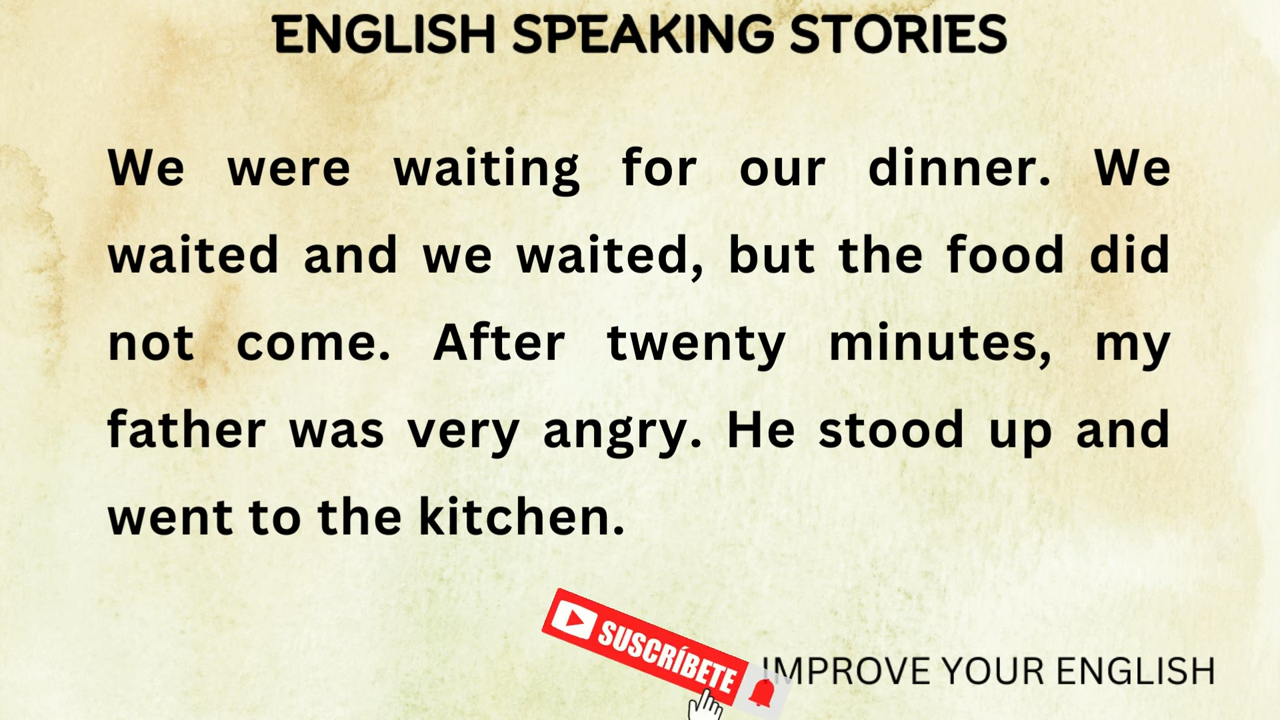 ENGLISH SPEAKING STORIES
We were waiting for our dinner. We
waited and we waited, but the food did
not come. After twenty minutes, my
father was very angry. He stood up and
went to the kitchen.
SUSCRÍBETE
IMPROVE YOUR ENGLISH